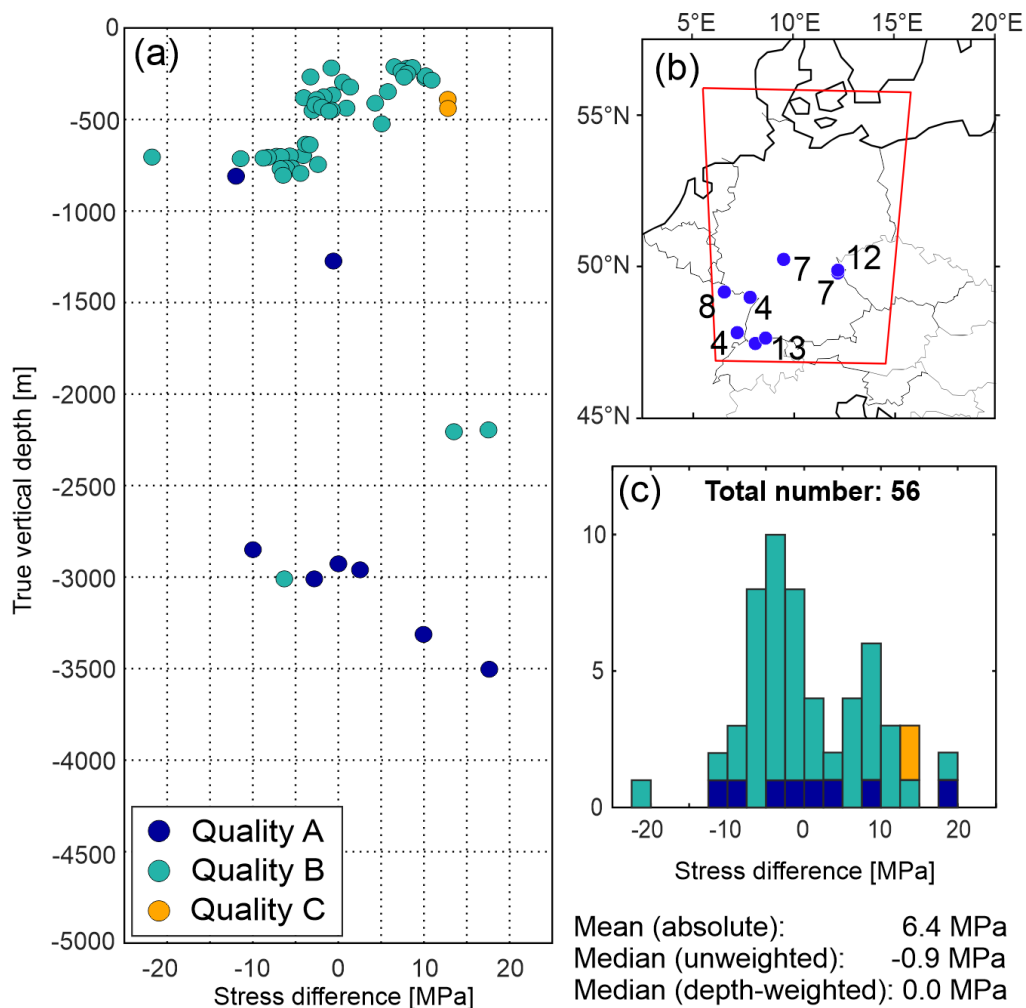 (a)
0
-500
-1000
-1500
-2000
-2500
-3000
-3500
-4000
-4500
-5000
True vertical depth [m]
Quality A
Quality B
Quality C
-20 -10 0 10 20
Stress difference [MPa]
5°E 10°E 15°E 20°E
(b)
55°N
50°N
45°N
7
12
7
8
4
4
13
(c)
Total number: 56
10
5
0
-20 -10 0 10 20
Stress difference [MPa]
Mean (absolute): 6.4 MPa
Median (unweighted): -0.9 MPa
Median (depth-weighted): 0.0 MPa